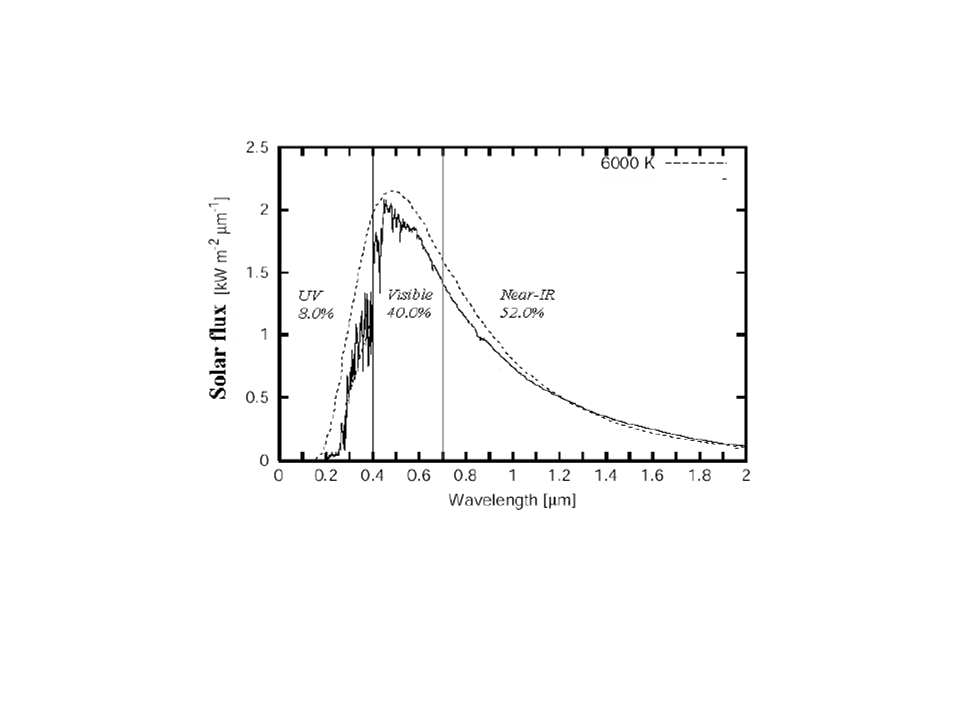 2.5
6000 K
2
Solar flux [kW m-2 μm-1]
1.5
UV
8.0%
Visible
40.0%
Near-IR
52.0%
1
0.5
0
0 0.2 0.4 0.6 0.8 1 1.2 1.4 1.6 1.8 2
Wavelength [μm]